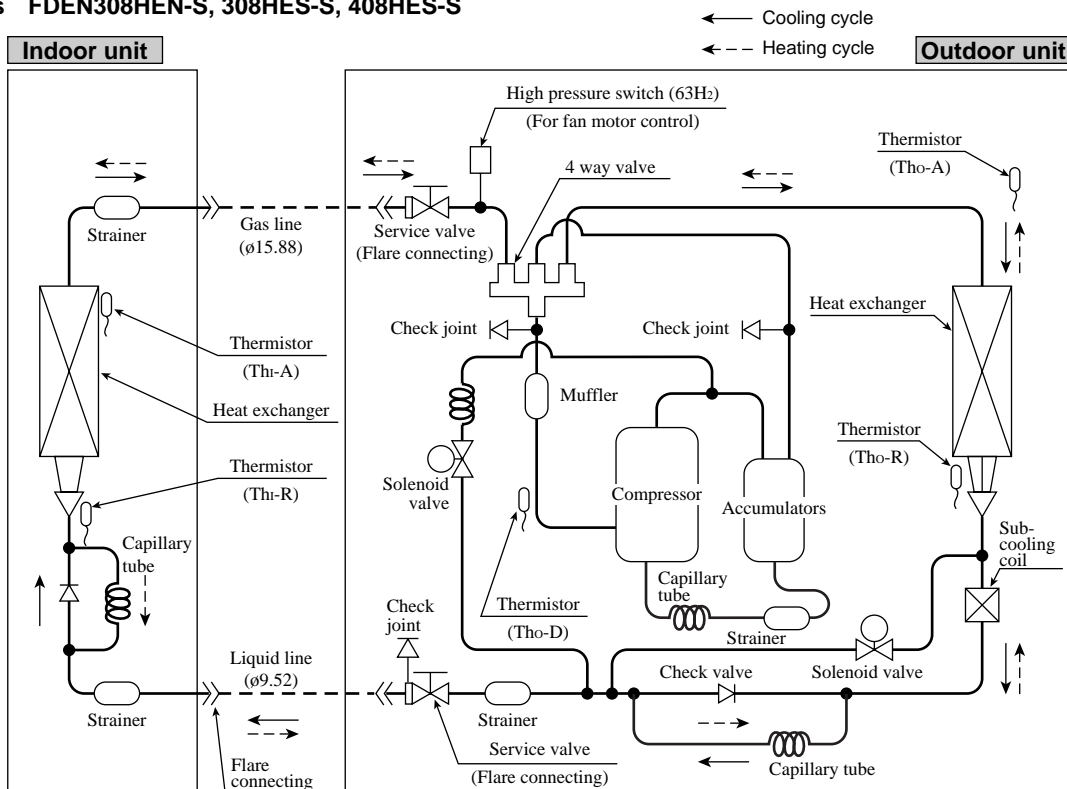 s FDEN308HEN-S, 308HES-S, 408HES-S
Cooling cycle
Heating cycle
Indoor unit
Outdoor unit
High pressure switch (63H2)
(For fan motor control)
Thermistor
(ThO-A)
4 way valve
Strainer
Gas line
(ø15.88)
Service valve
(Flare connecting)
Heat exchanger
Check joint
Check joint
Thermistor
(ThI-A)
Muffler
Heat exchanger
Thermistor
(ThO-R)
Thermistor
(ThI-R)
Solenoid
valve
Compressor
Accumulators
Sub-
cooling
coil
Capillary
tube
Capillary
tube
Check
joint
Thermistor
(ThO-D)
Strainer
Liquid line
(ø9.52)
Check valve
Solenoid valve
Strainer
Strainer
Service valve
(Flare connecting)
Flare
connecting
Capillary tube